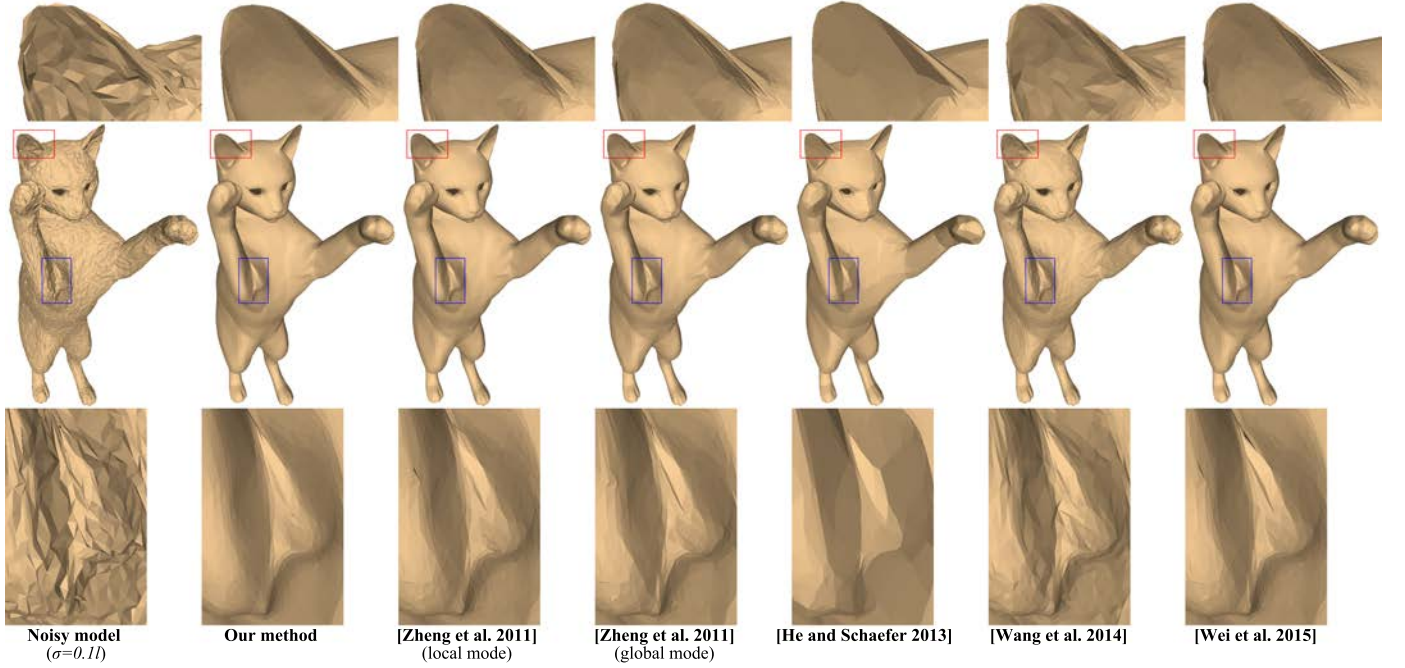 Noisy model
(σ=0.1l)
Our method
[Zheng et al. 2011]
(local mode)
[Zheng et al. 2011]
(global mode)
[He and Schaefer 2013]
[Wang et al. 2014]
[Wei et al. 2015]